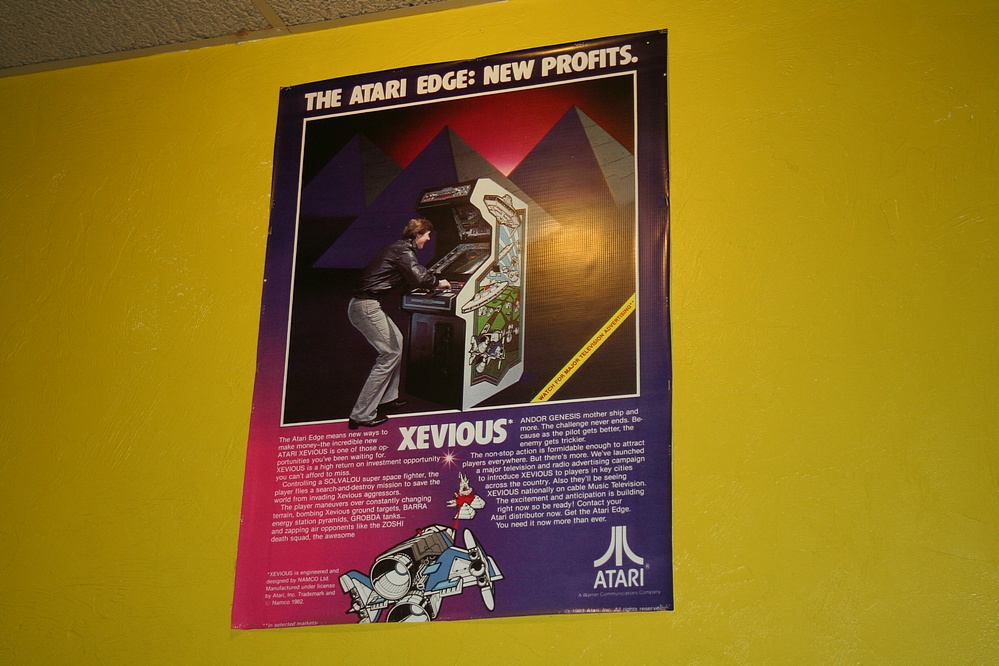 THE ATARI EDGE: NEW PROFITS.
WATCH FOR MAJOR TELEVISION ADVERTISING**
XEVIOUS*
The Atari Edge means new ways to
make money–the incredible new
ATARI XEVIOUS is one of those op-
portunities you've been waiting for.
XEVIOUS is a high return on investment opportunity
you can't afford to miss.
Controlling a SOLVALOU super space fighter, the
player flies a search-and-destroy mission to save the
world from invading Xevious aggressors.
The player maneuvers over constantly changing
terrain, bombing Xevious ground targets, BARRA
energy station pyramids, GROBDA tanks...
and zapping air opponents like the ZOSHI
death squad, the awesome
ANDOR GENESIS mother ship and
more. The challenge never ends. Be-
cause as the pilot gets better, the
enemy gets trickier.
The non-stop action is formidable enough to attract
players everywhere. But there's more. We've launched
a major television and radio advertising campaign
to introduce XEVIOUS to players in key cities
across the country. Also they'll be seeing
XEVIOUS nationally on cable Music Television.
The excitement and anticipation is building
right now so be ready! Contact your
Atari distributor now. Get the Atari Edge.
You need it now more than ever.
*XEVIOUS is engineered and
designed by NAMCO Ltd.
Manufactured under license
by Atari, Inc. Trademark and
© Namco 1982.
**In selected markets
ATARI®
A Warner Communications Company
© 1983 Atari, Inc. All rights reserved.